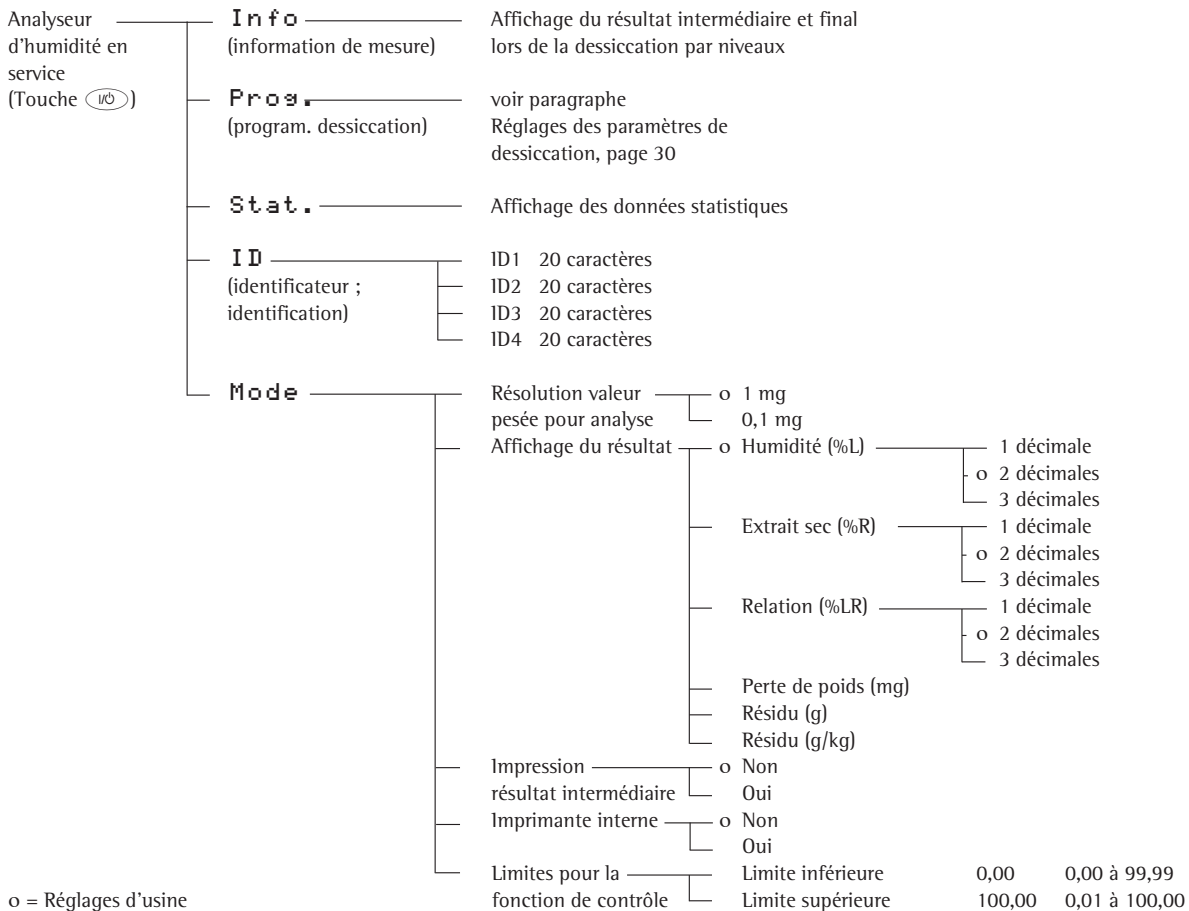 Analyseur
d’humidité en
service
(Touche I/⏻)
Info
(information de mesure)
Affichage du résultat intermédiaire et final
lors de la dessiccation par niveaux
Prog.
(program. dessiccation)
voir paragraphe
Réglages des paramètres de
dessiccation, page 30
Stat.
Affichage des données statistiques
ID
(identificateur ;
identification)
ID1 20 caractères
ID2 20 caractères
ID3 20 caractères
ID4 20 caractères
Mode
Résolution valeur
pesée pour analyse
o 1 mg
0,1 mg
Affichage du résultat
o Humidité (%L)
1 décimale
o 2 décimales
3 décimales
Extrait sec (%R)
1 décimale
o 2 décimales
3 décimales
Relation (%LR)
1 décimale
o 2 décimales
3 décimales
Perte de poids (mg)
Résidu (g)
Résidu (g/kg)
Impression
résultat intermédiaire
o Non
Oui
Imprimante interne
o Non
Oui
Limites pour la
fonction de contrôle
Limite inférieure 0,00 0,00 à 99,99
Limite supérieure 100,00 0,01 à 100,00
o = Réglages d'usine